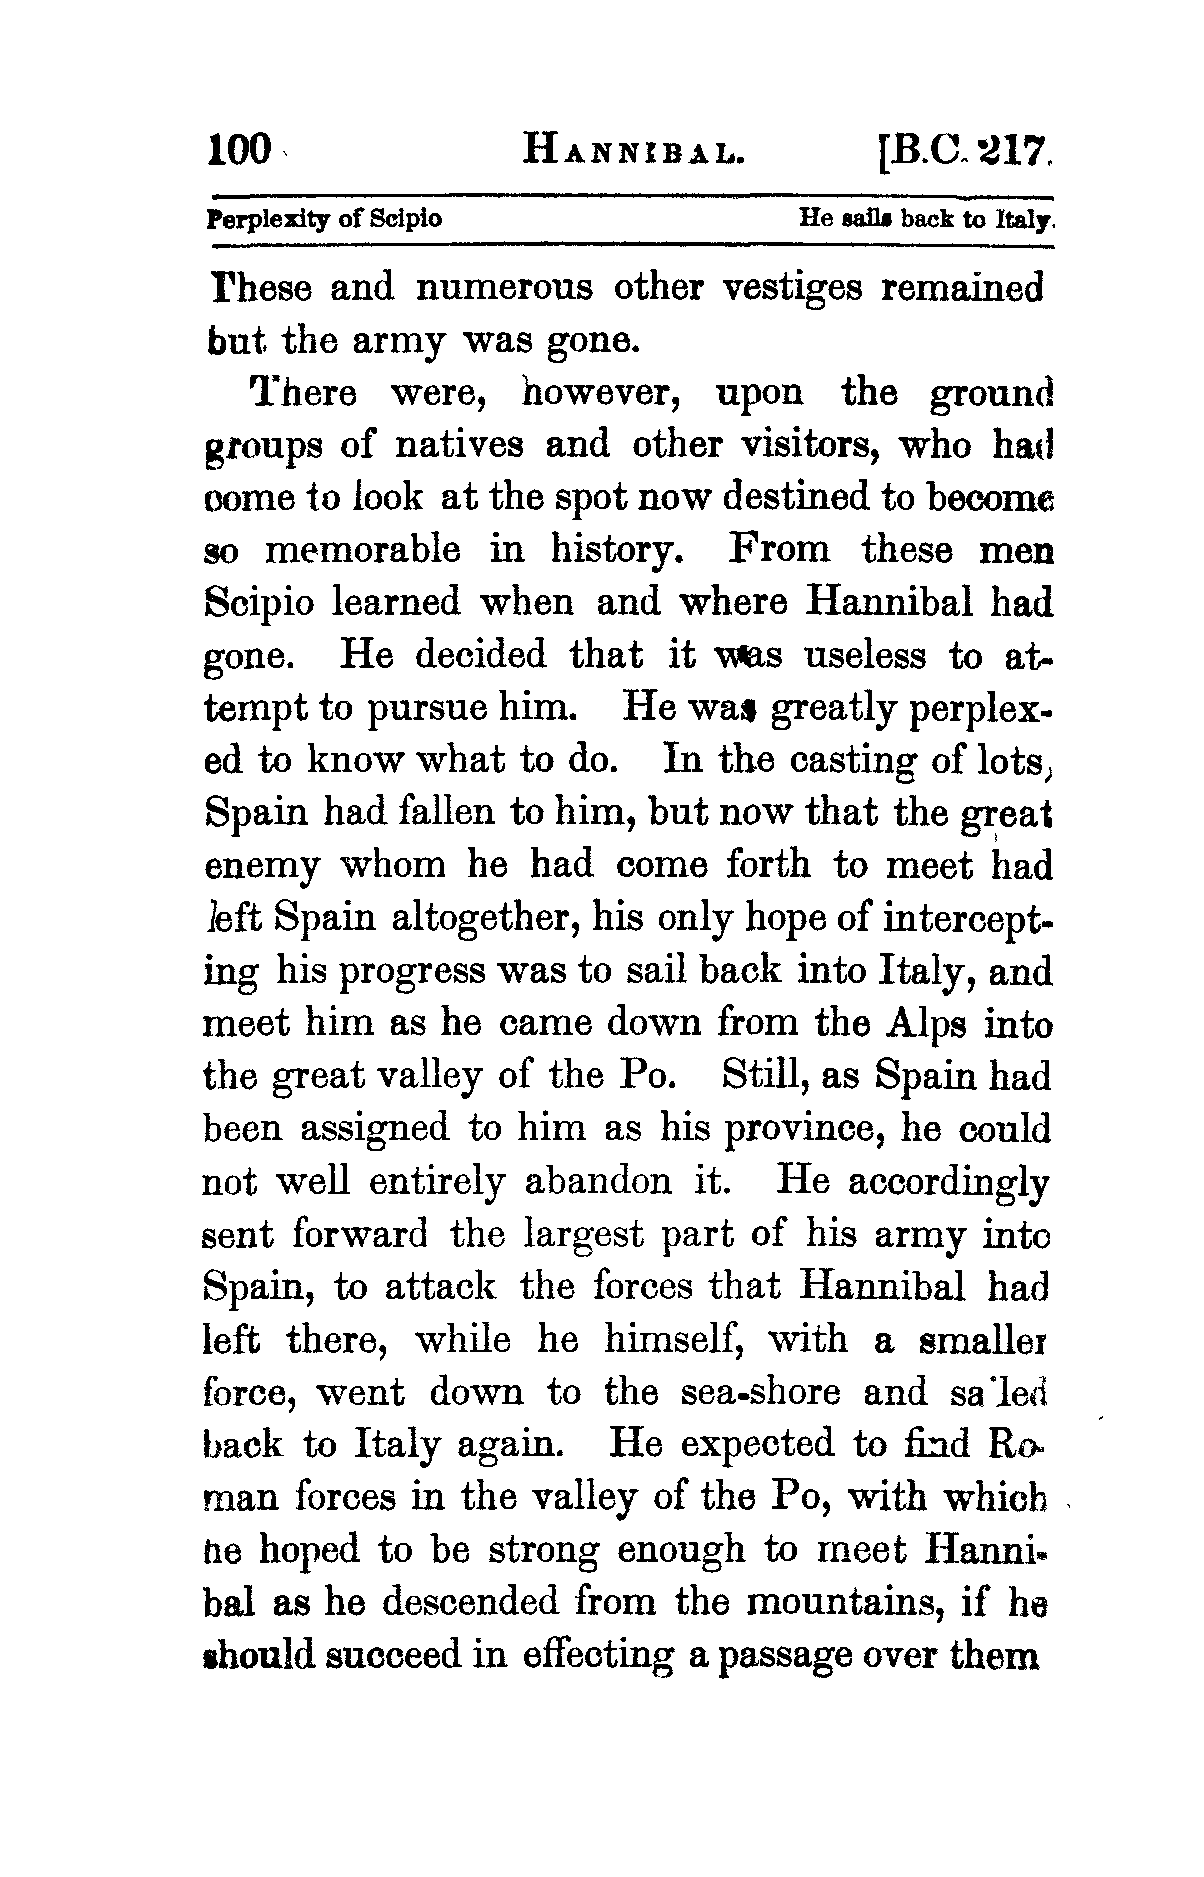 100 HANNIBAL. [B.C. 217.
Perplexity of Scipio He sails back to Italy.
These and numerous other vestiges remained
but the army was gone.
There were, however, upon the ground
groups of natives and other visitors, who had
come to look at the spot now destined to become
so memorable in history. From these men
Scipio learned when and where Hannibal had
gone. He decided that it was useless to at-
tempt to pursue him. He was greatly perplex-
ed to know what to do. In the casting of lots,
Spain had fallen to him, but now that the great
enemy whom he had come forth to meet had
left Spain altogether, his only hope of intercept-
ing his progress was to sail back into Italy, and
meet him as he came down from the Alps into
the great valley of the Po. Still, as Spain had
been assigned to him as his province, he could
not well entirely abandon it. He accordingly
sent forward the largest part of his army into
Spain, to attack the forces that Hannibal had
left there, while he himself, with a smaller
force, went down to the sea-shore and sailed
back to Italy again. He expected to find Ro-
man forces in the valley of the Po, with which
he hoped to be strong enough to meet Hanni-
bal as he descended from the mountains, if he
should succeed in effecting a passage over them